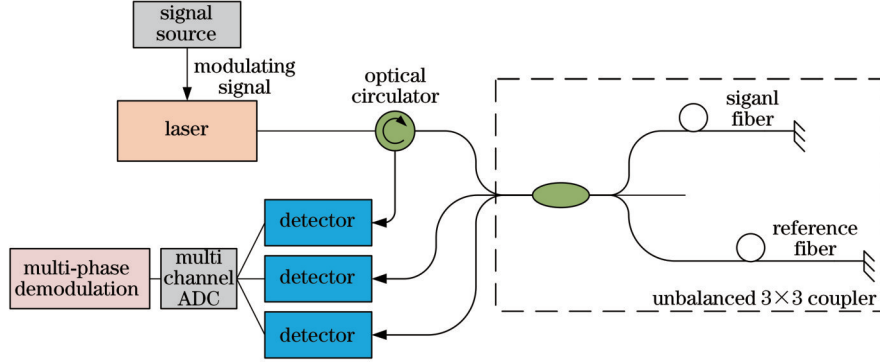 signal
source
modulating
signal
laser
optical
circulator
siganl
fiber
reference
fiber
unbalanced 3×3 coupler
detector
detector
detector
multi
channel
ADC
multi-phase
demodulation